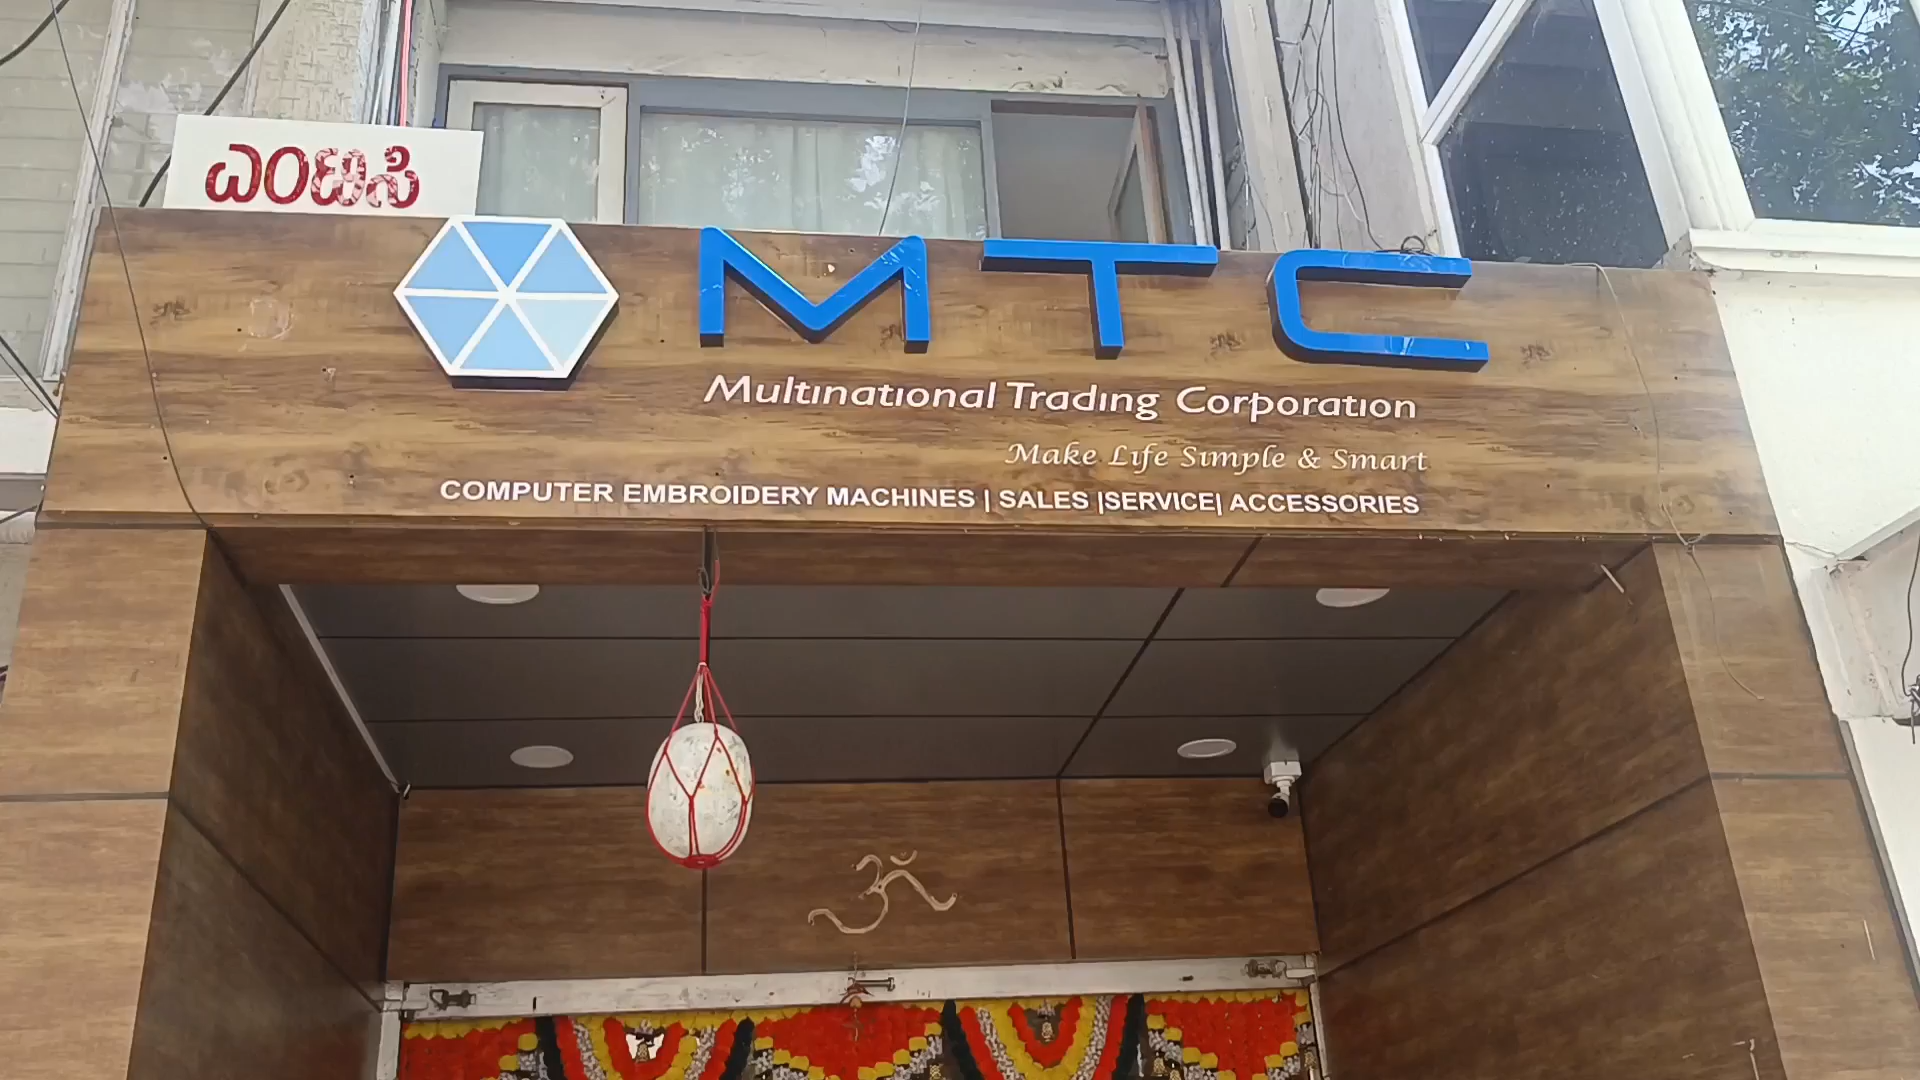 ಎಂಟಿಸಿ
MTC
Multinational Trading Corporation
Make Life Simple & Smart
COMPUTER EMBROIDERY MACHINES | SALES |SERVICE| ACCESSORIES
ॐ